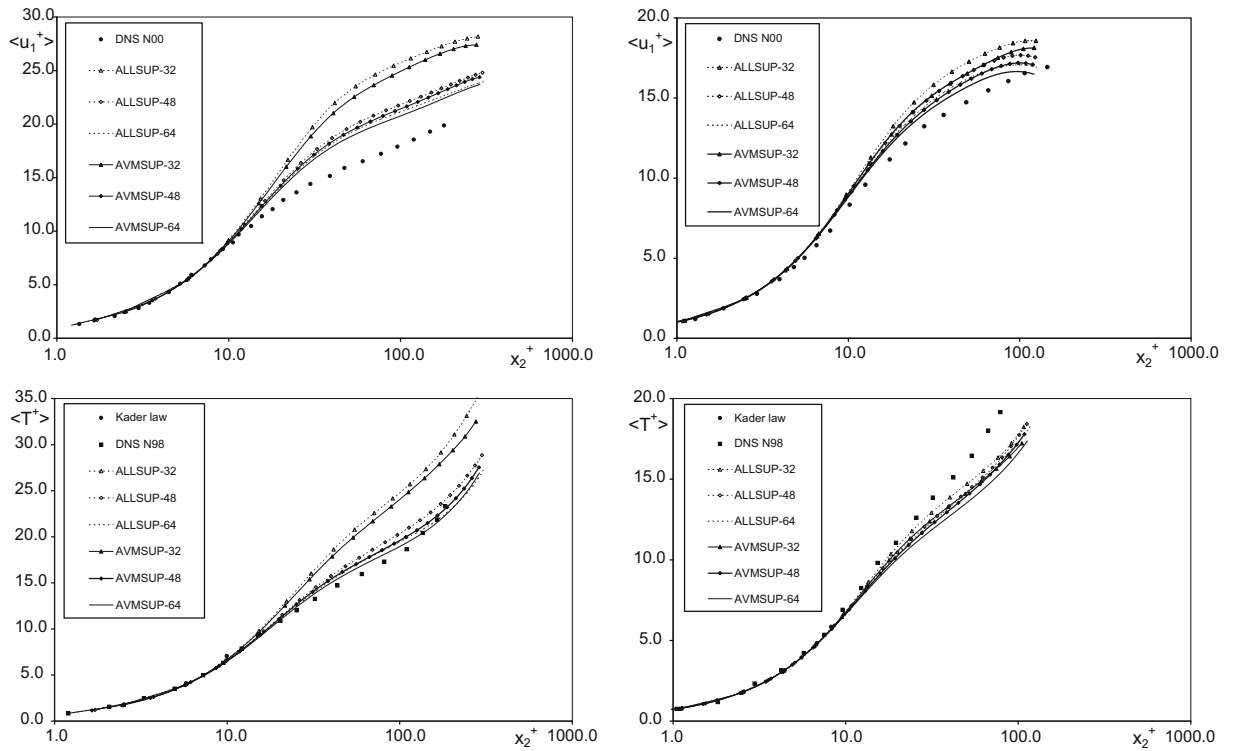 30.0
<u₁⁺>
25.0
20.0
15.0
10.0
5.0
0.0
DNS N00
ALLSUP-32
ALLSUP-48
ALLSUP-64
AVMSUP-32
AVMSUP-48
AVMSUP-64
1.0
10.0
100.0
x₂⁺
1000.0
20.0
<u₁⁺>
15.0
10.0
5.0
0.0
DNS N00
ALLSUP-32
ALLSUP-48
ALLSUP-64
AVMSUP-32
AVMSUP-48
AVMSUP-64
1.0
10.0
100.0
x₂⁺
1000.0
35.0
<T⁺>
30.0
25.0
20.0
15.0
10.0
5.0
0.0
Kader law
DNS N98
ALLSUP-32
ALLSUP-48
ALLSUP-64
AVMSUP-32
AVMSUP-48
AVMSUP-64
1.0
10.0
100.0
x₂⁺
1000.0
20.0
<T⁺>
15.0
10.0
5.0
0.0
Kader law
DNS N98
ALLSUP-32
ALLSUP-48
ALLSUP-64
AVMSUP-32
AVMSUP-48
AVMSUP-64
1.0
10.0
100.0
x₂⁺
1000.0